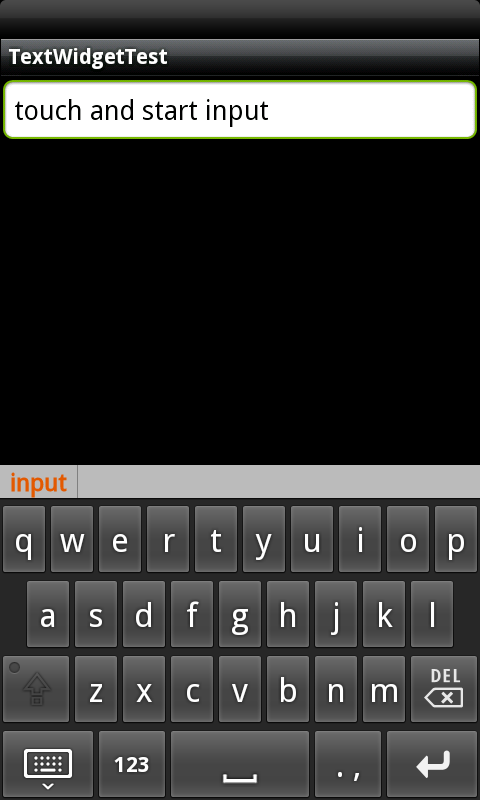 TextWidgetTest
touch and start input
input
q w e r t y u i o p
a s d f g h j k l
z x c v b n m DEL
123 . ,